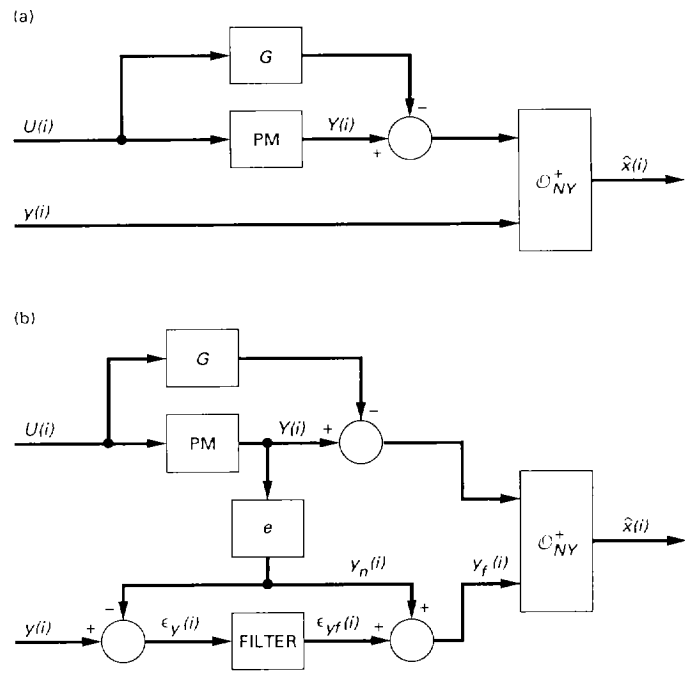 (a)
G
−
U(i)
PM
Y(i)
+
𝒪⁺NY
x̂(i)
y(i)
(b)
G
−
U(i)
PM
Y(i)
+
e
𝒪⁺NY
x̂(i)
yn(i)
yf(i)
−
+
y(i)
+
ϵy(i)
FILTER
ϵyf(i)
+